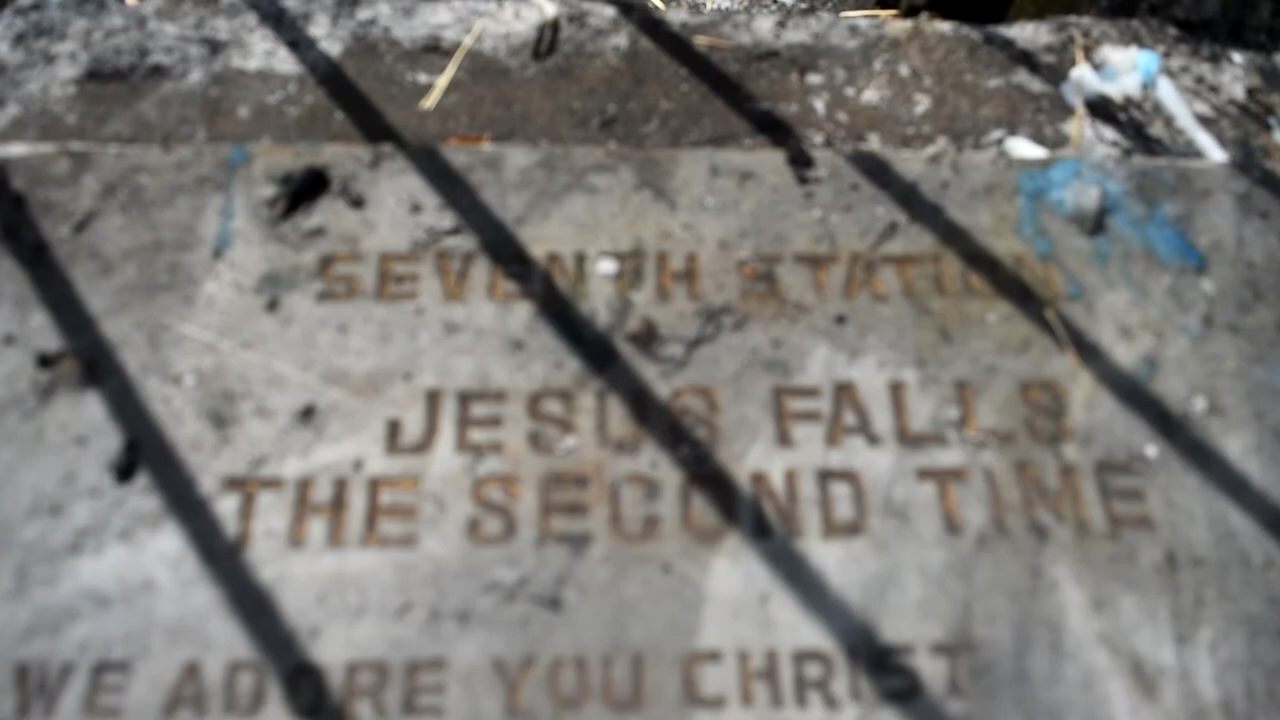 SEVENTH STATION
JESUS FALLS
THE SECOND TIME
WE ADORE YOU CHRIST